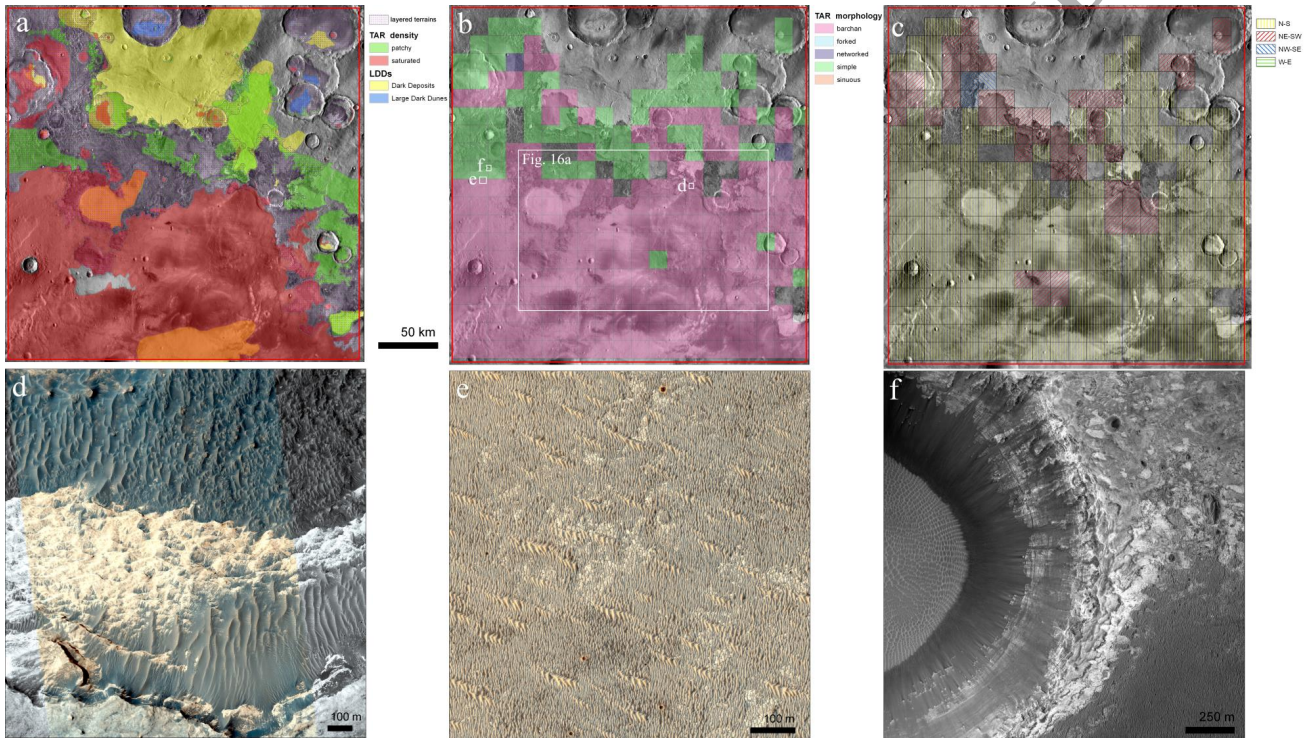 a
layered terrains
TAR density
patchy
saturated
LDDs
Dark Deposits
Large Dark Dunes
50 km
b
TAR morphology
barchan
forked
networked
simple
sinuous
Fig. 16a
f
e
d
c
N-S
NE-SW
NW-SE
W-E
d
100 m
e
100 m
f
250 m